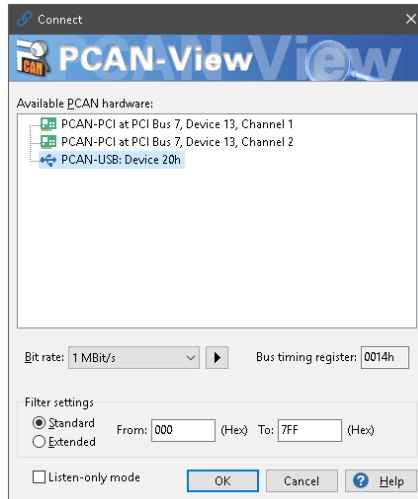 Connect
PCAN-View
CAN
Available PCAN hardware:
PCAN-PCI at PCI Bus 7, Device 13, Channel 1
PCAN-PCI at PCI Bus 7, Device 13, Channel 2
PCAN-USB: Device 20h
Bit rate: 1 MBit/s Bus timing register: 0014h
Filter settings
Standard From: 000 (Hex) To: 7FF (Hex)
Extended
Listen-only mode OK Cancel Help